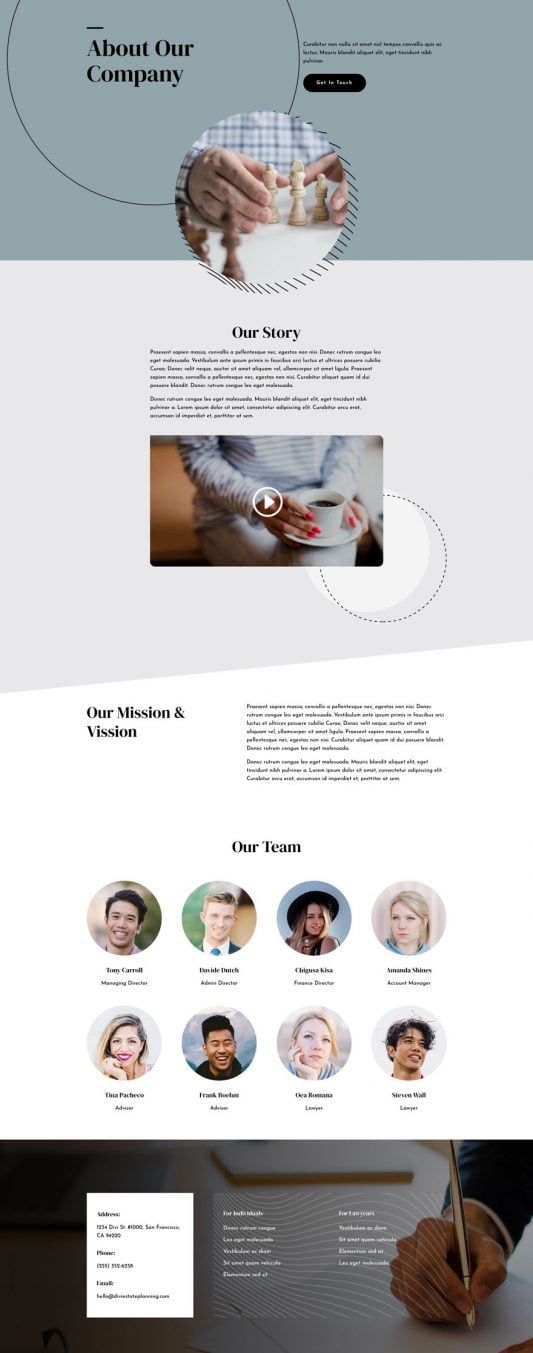 About Our
Company
Curabitur non nulla sit amet nisl tempus convallis quis ac
lectus. Mauris blandit aliquet elit, eget tincidunt nibh
pulvinar.
Get In Touch
Our Story
Praesent sapien massa, convallis a pellentesque nec, egestas non nisi. Donec rutrum congue leo
eget malesuada. Vestibulum ante ipsum primis in faucibus orci luctus et ultrices posuere cubilia
Curae; Donec velit neque, auctor sit amet aliquam vel, ullamcorper sit amet ligula. Praesent
sapien massa, convallis a pellentesque nec, egestas non nisi. Curabitur aliquet quam id dui
posuere blandit. Donec rutrum congue leo eget malesuada.
Donec rutrum congue leo eget malesuada. Mauris blandit aliquet elit, eget tincidunt nibh
pulvinar a. Lorem ipsum dolor sit amet, consectetur adipiscing elit. Curabitur arcu erat,
accumsan id imperdiet et, porttitor at sem.
Our Mission &
Vission
Praesent sapien massa, convallis a pellentesque nec, egestas non nisi. Donec
rutrum congue leo eget malesuada. Vestibulum ante ipsum primis in faucibus orci
luctus et ultrices posuere cubilia Curae; Donec velit neque, auctor sit amet
aliquam vel, ullamcorper sit amet ligula. Praesent sapien massa, convallis a
pellentesque nec, egestas non nisi. Curabitur aliquet quam id dui posuere blandit.
Donec rutrum congue leo eget malesuada.
Donec rutrum congue leo eget malesuada. Mauris blandit aliquet elit, eget
tincidunt nibh pulvinar a. Lorem ipsum dolor sit amet, consectetur adipiscing elit.
Curabitur arcu erat, accumsan id imperdiet et, porttitor at sem.
Our Team
Tony Carroll
Managing Director
Davide Dutch
Admin Director
Chigusa Kisa
Finance Director
Amanda Shines
Account Manager
Tina Pacheco
Advisor
Frank Boehm
Advisor
Oea Romana
Lawyer
Steven Wall
Lawyer
Address:
1234 Divi St. #1000, San Francisco,
CA 94220
Phone:
(255) 352-6258
Email:
hello@diviestateplanning.com
For Individuals
Donec rutrum congue
Leo eget malesuada
Vestibulum ac diam
Sit amet quam vehicula
Elementum sed sit
For Lawyears
Vestibulum ac diam
Sit amet quam vehicula
Elementum sed sit
Leo eget malesuada